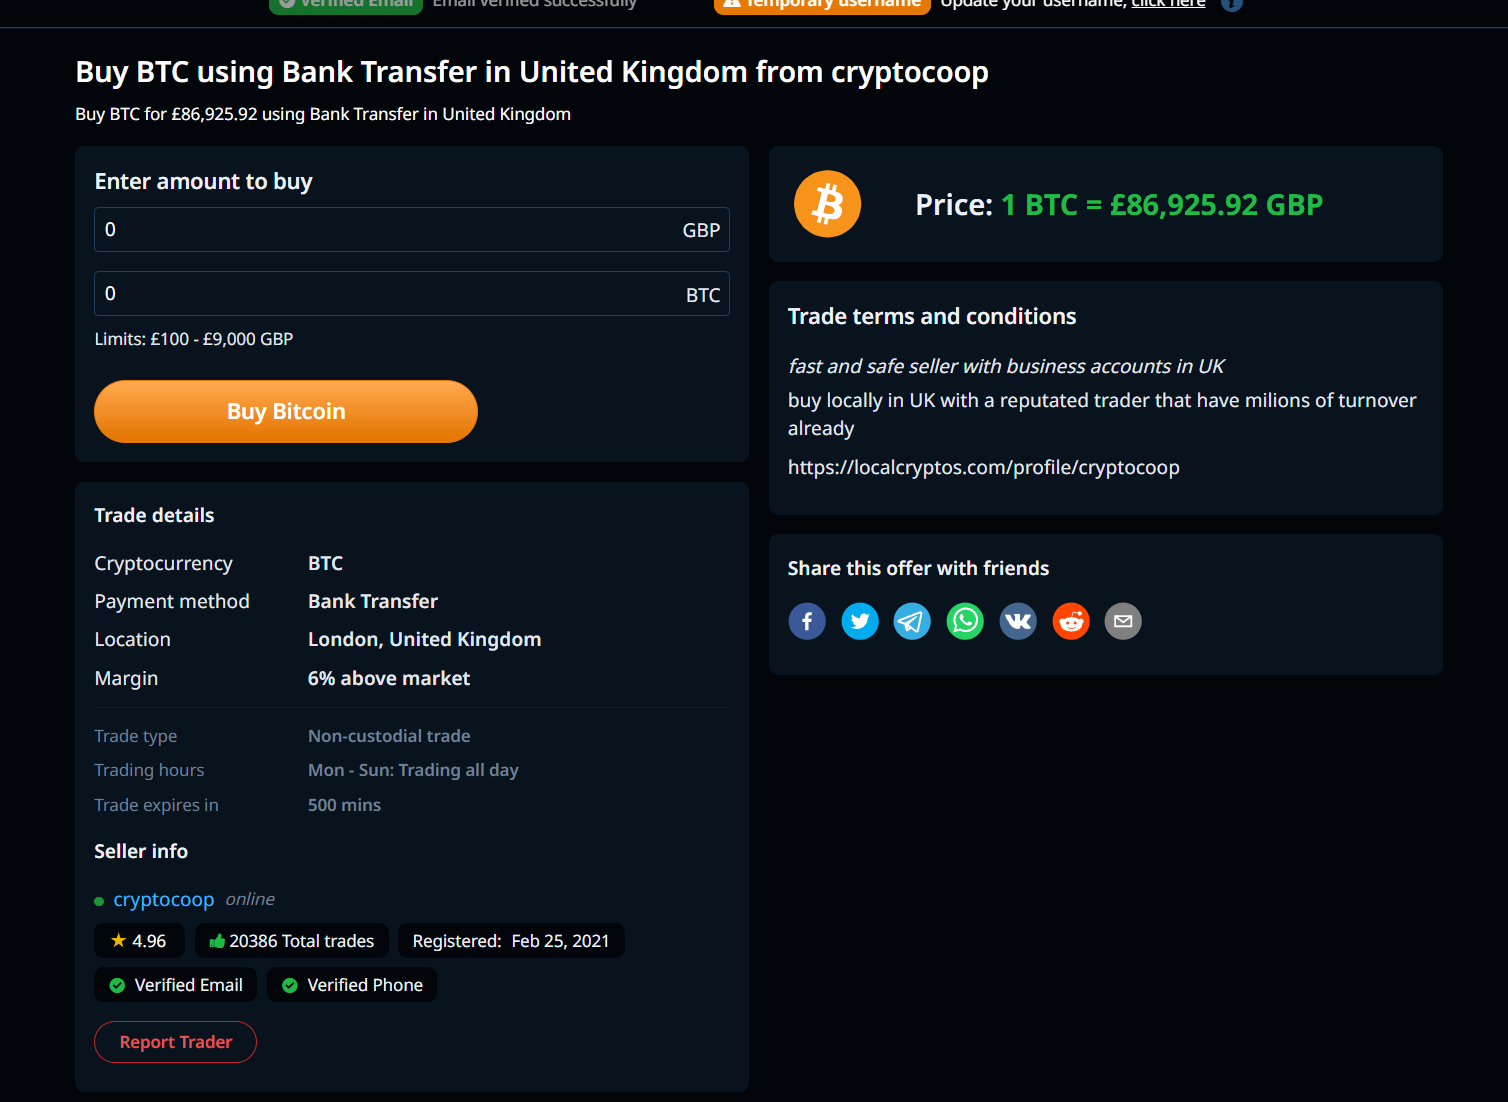 Verified Email Email verified successfully Temporary username Update your username, click here
Buy BTC using Bank Transfer in United Kingdom from cryptocoop
Buy BTC for £86,925.92 using Bank Transfer in United Kingdom
Enter amount to buy
0 GBP
0 BTC
Limits: £100 - £9,000 GBP
Buy Bitcoin
Trade details
Cryptocurrency BTC
Payment method Bank Transfer
Location London, United Kingdom
Margin 6% above market
Trade type Non-custodial trade
Trading hours Mon - Sun: Trading all day
Trade expires in 500 mins
Seller info
cryptocoop online
4.96 20386 Total trades Registered: Feb 25, 2021
Verified Email Verified Phone
Report Trader
Price: 1 BTC = £86,925.92 GBP
Trade terms and conditions
fast and safe seller with business accounts in UK
buy locally in UK with a reputated trader that have milions of turnover
already
https://localcryptos.com/profile/cryptocoop
Share this offer with friends